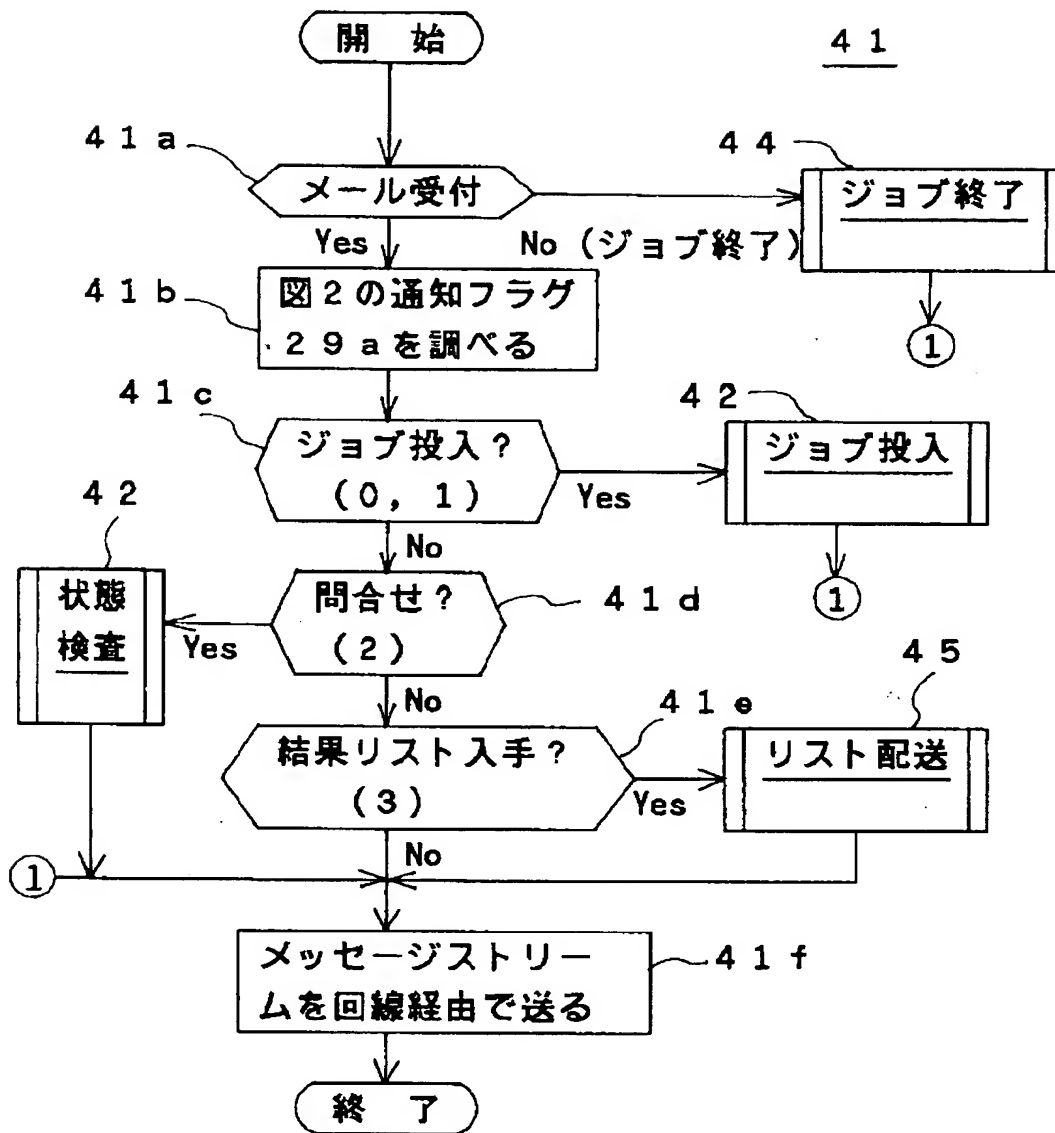 開 始
４１
４１a
４４
メール受付
ジョブ終了
Yes
No（ジョブ終了）
４１b
図２の通知フラグ
２９aを調べる
①
４１c
４２
ジョブ投入？
（０，１）
ジョブ投入
Yes
４２
No
①
状態
検査
問合せ？
（２）
４１d
Yes
４５
No
４１e
結果リスト入手？
（３）
リスト配送
Yes
No
①
メッセージストリー
ムを回線経由で送る
４１f
終 了